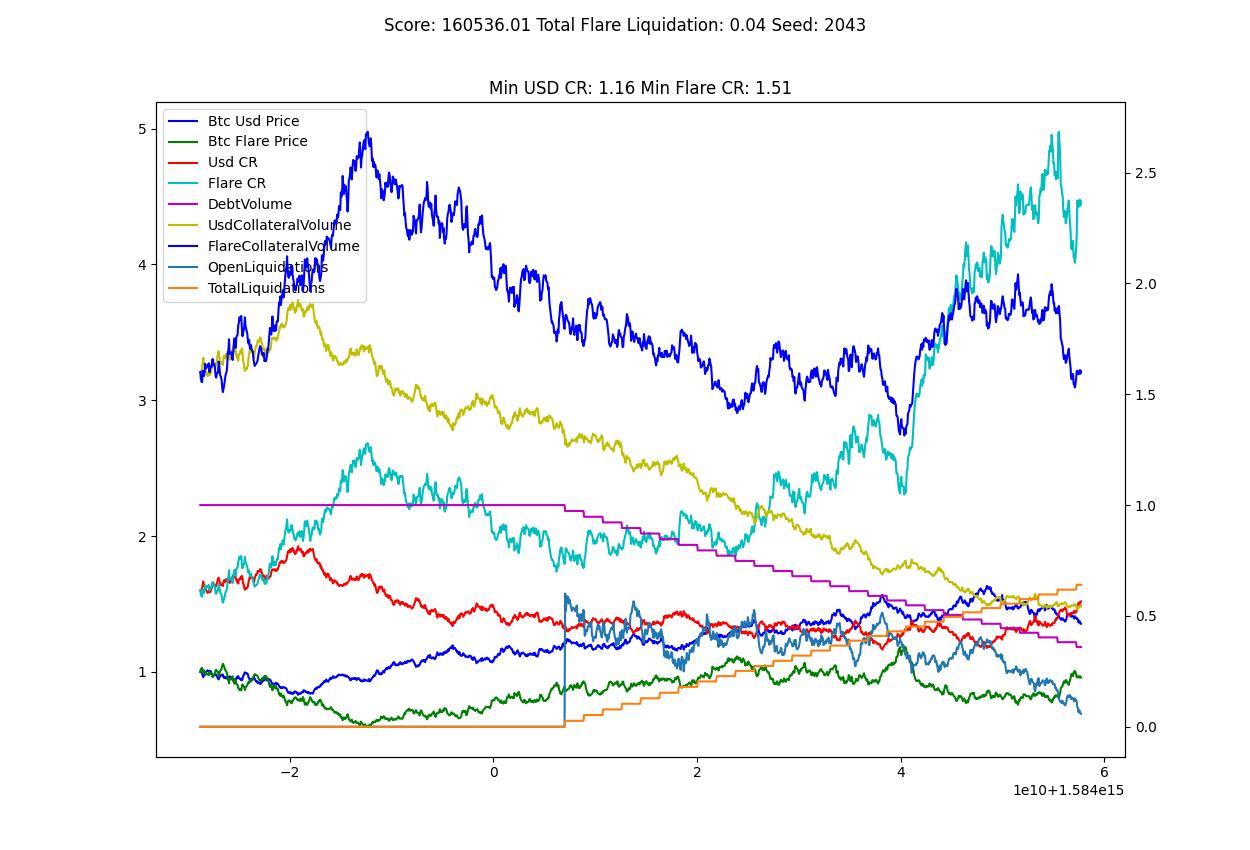 Score: 160536.01 Total Flare Liquidation: 0.04 Seed: 2043
Min USD CR: 1.16 Min Flare CR: 1.51
Btc Usd Price
Btc Flare Price
Usd CR
Flare CR
DebtVolume
UsdCollateralVolume
FlareCollateralVolume
OpenLiquidations
TotalLiquidations
5
4
3
2
1
2.5
2.0
1.5
1.0
0.5
0.0
−2
0
2
4
6
1e10+1.584e15